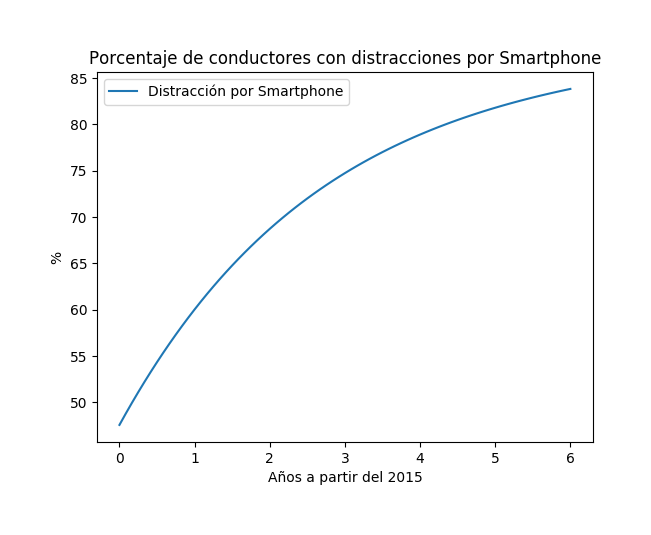 Porcentaje de conductores con distracciones por Smartphone
Distracción por Smartphone
85
80
75
70
65
60
55
50
%
0 1 2 3 4 5 6
Años a partir del 2015